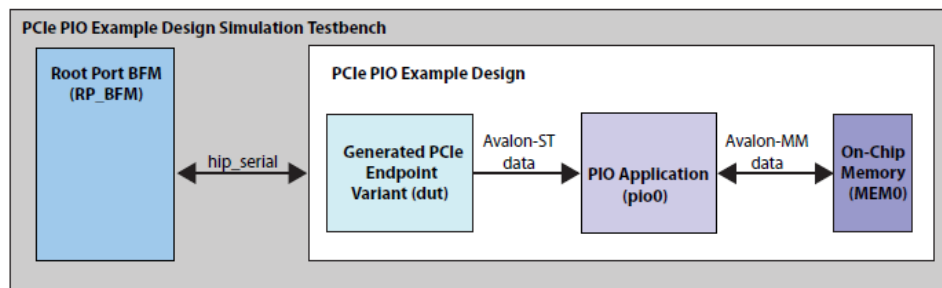 PCIe PIO Example Design Simulation Testbench
Root Port BFM
(RP_BFM)
hip_serial
PCIe PIO Example Design
Generated PCIe
Endpoint
Variant (dut)
Avalon-ST
data
PIO Application
(pio0)
Avalon-MM
data
On-Chip
Memory
(MEM0)